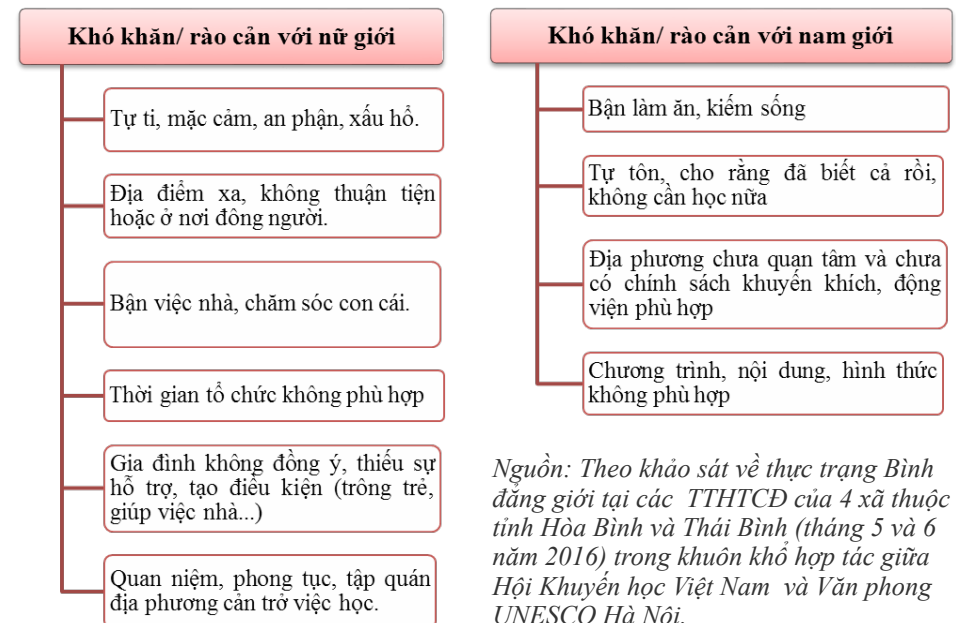 Khó khăn/ rào cản với nữ giới
Tự ti, mặc cảm, an phận, xấu hổ.
Địa điểm xa, không thuận tiện
hoặc ở nơi đông người.
Bận việc nhà, chăm sóc con cái.
Thời gian tổ chức không phù hợp
Gia đình không đồng ý, thiếu sự
hỗ trợ, tạo điều kiện (trông trẻ,
giúp việc nhà...)
Quan niệm, phong tục, tập quán
địa phương cản trở việc học.
Khó khăn/ rào cản với nam giới
Bận làm ăn, kiếm sống
Tự tôn, cho rằng đã biết cả rồi,
không cần học nữa
Địa phương chưa quan tâm và chưa
có chính sách khuyến khích, động
viện phù hợp
Chương trình, nội dung, hình thức
không phù hợp
Nguồn: Theo khảo sát về thực trạng Bình
đẳng giới tại các TTHTCĐ của 4 xã thuộc
tỉnh Hòa Bình và Thái Bình (tháng 5 và 6
năm 2016) trong khuôn khổ hợp tác giữa
Hội Khuyến học Việt Nam và Văn phong
UNESCO Hà Nội.